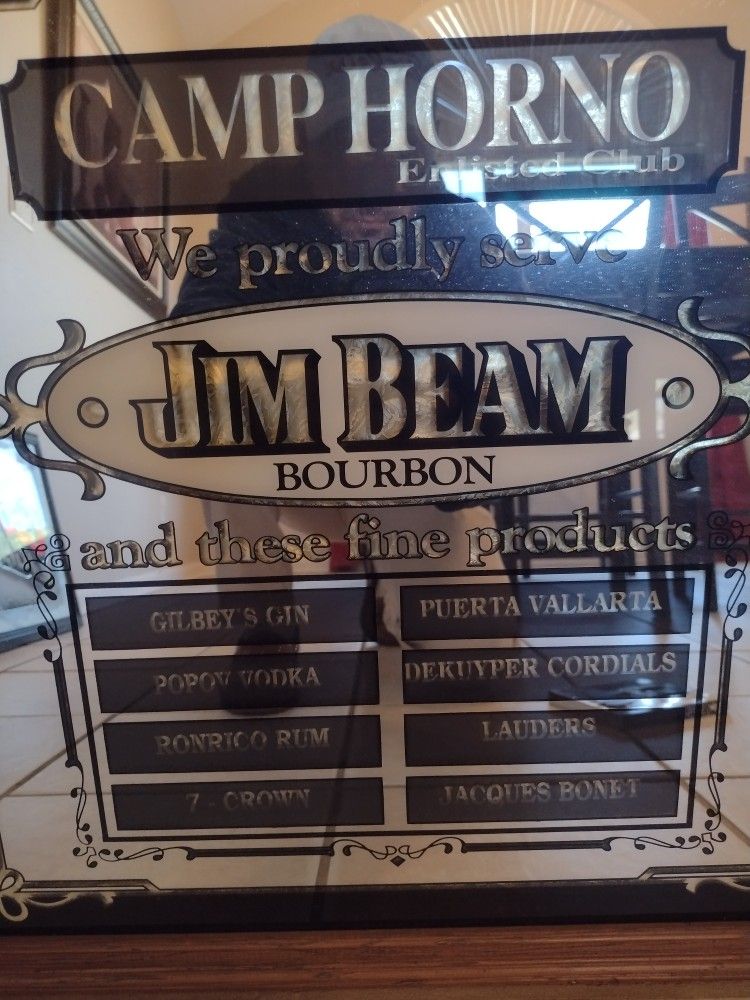 CAMP HORNO
Enlisted Club
We proudly serve
JIM BEAM
BOURBON
and these fine products
GILBEY'S GIN
PUERTA VALLARTA
POPOV VODKA
DEKUYPER CORDIALS
RONRICO RUM
LAUDERS
7 - CROWN
JACQUES BONET